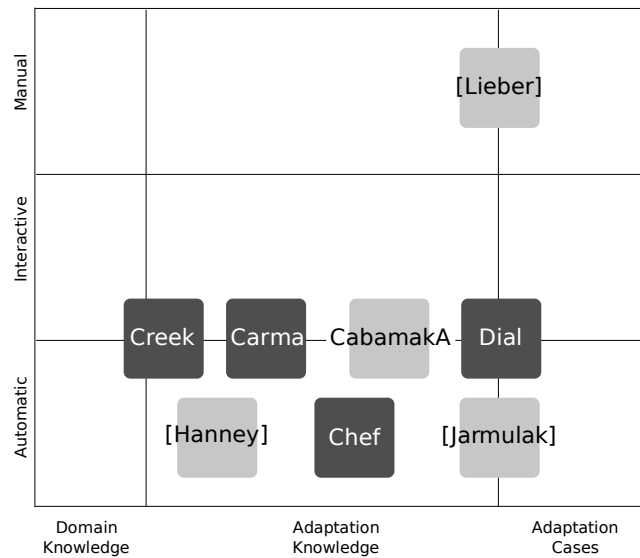 Manual
[Lieber]
Interactive
Creek
Carma
CabamakA
Dial
Automatic
[Hanney]
Chef
[Jarmulak]
Domain
Knowledge
Adaptation
Knowledge
Adaptation
Cases